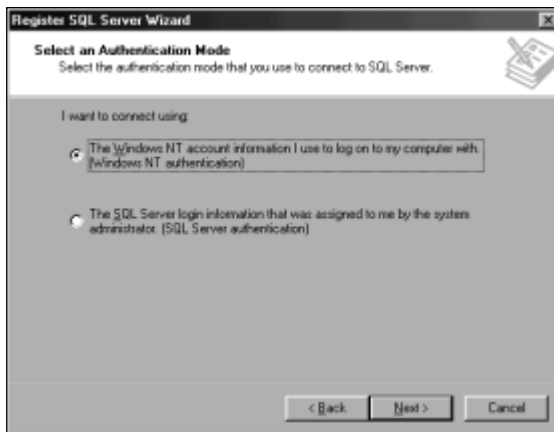 Register SQL Server Wizard
Select an Authentication Mode
Select the authentication mode that you use to connect to SQL Server.
I want to connect using:
The Windows NT account information I use to log on to my computer with.
(Windows NT authentication)
The SQL Server login information that was assigned to me by the system
administrator. (SQL Server authentication)
< Back
Next >
Cancel